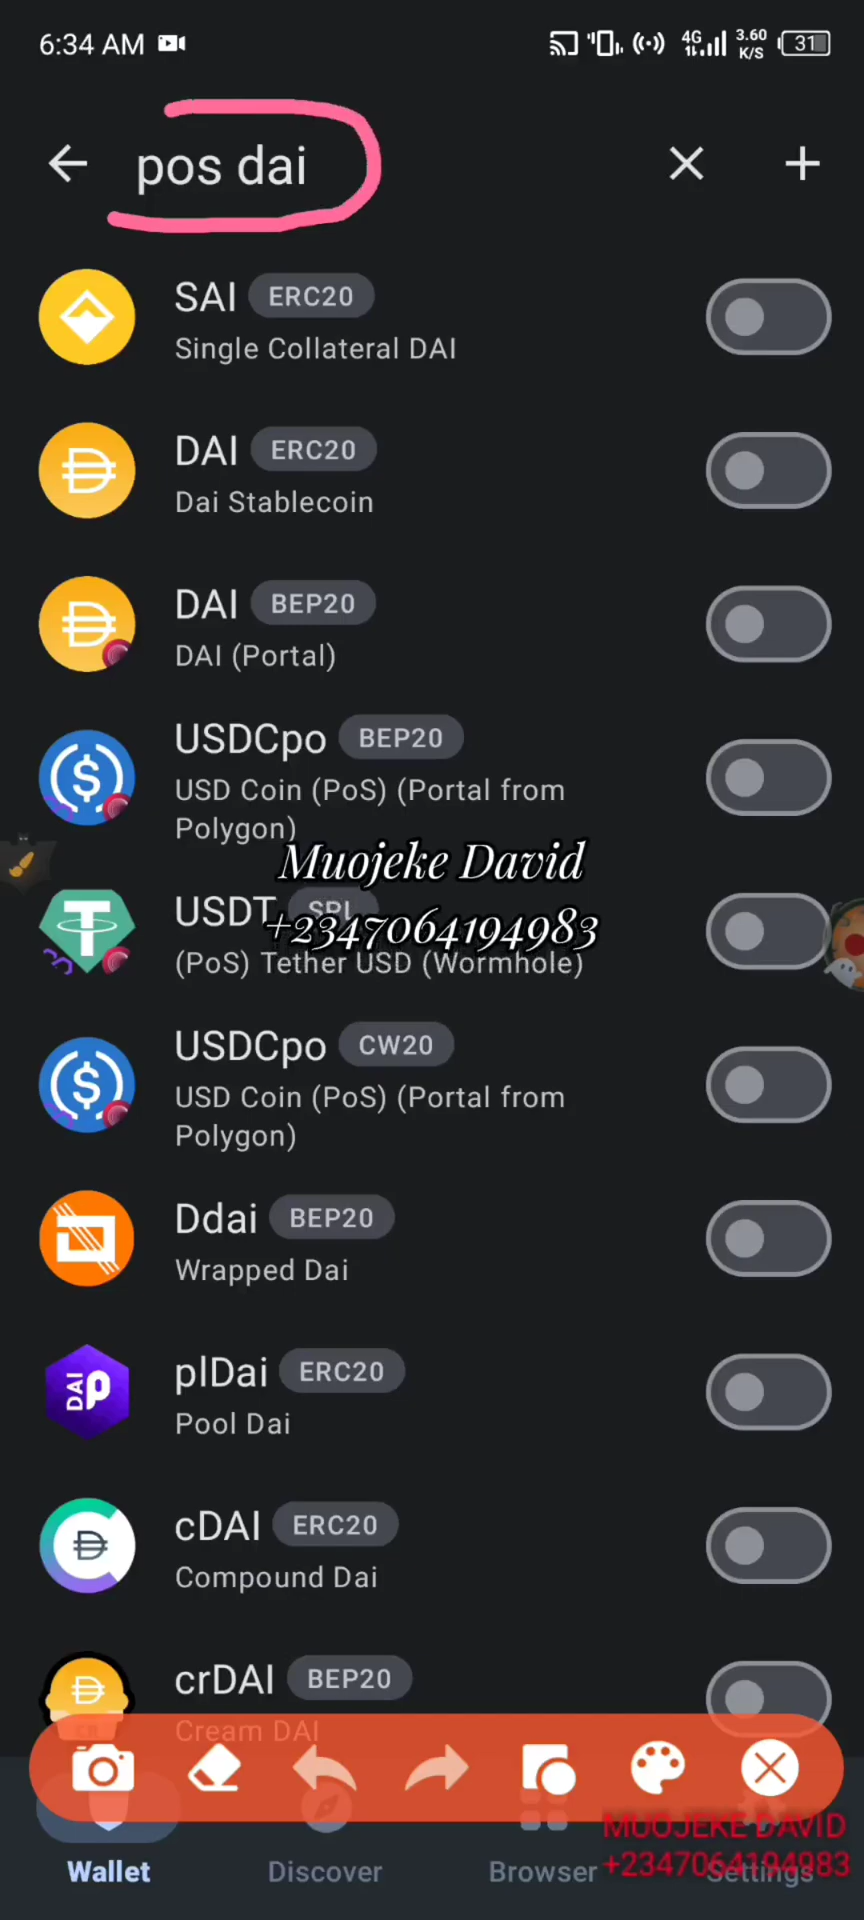 6:34 AM
4G
3.60 K/S
31
pos dai
SAI ERC20
Single Collateral DAI
DAI ERC20
Dai Stablecoin
DAI BEP20
DAI (Portal)
USDCpo BEP20
USD Coin (PoS) (Portal from
Polygon)
Muojeke David
USDT SPL
+2347064194983
(PoS) Tether USD (Wormhole)
USDCpo CW20
USD Coin (PoS) (Portal from
Polygon)
Ddai BEP20
Wrapped Dai
plDai ERC20
Pool Dai
cDAI ERC20
Compound Dai
crDAI BEP20
Cream DAI
MUOJEKE DAVID
+2347064194983
Wallet Discover Browser Settings